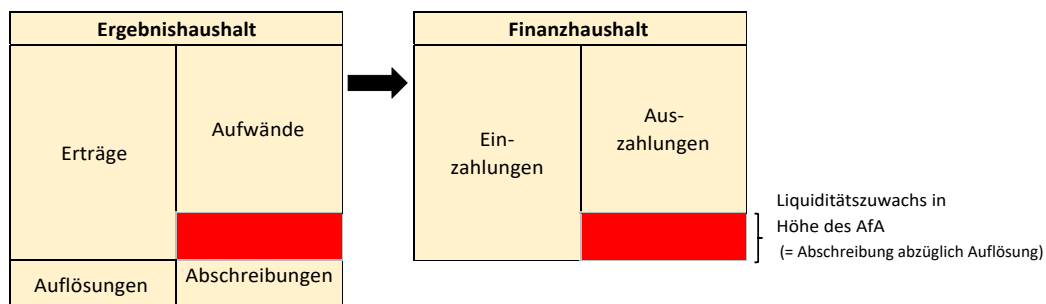 Ergebnishaushalt
Erträge
Aufwände
Auflösungen
Abschreibungen
Finanzhaushalt
Ein-
zahlungen
Aus-
zahlungen
Liquiditätszuwachs in
Höhe des AfA
(= Abschreibung abzüglich Auflösung)